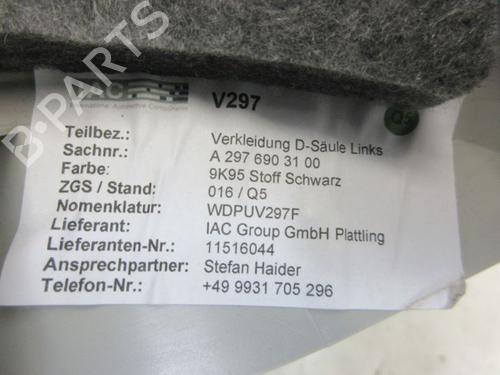 V297
Q5
Teilbez.: Verkleidung D-Säule Links
Sachnr.: A 297 690 31 00
Farbe: 9K95 Stoff Schwarz
ZGS / Stand: 016 / Q5
Nomenklatur: WDPUV297F
Lieferant: IAC Group GmbH Plattling
Lieferanten-Nr.: 11516044
Ansprechpartner: Stefan Haider
Telefon-Nr.: +49 9931 705 296
B-PARTS